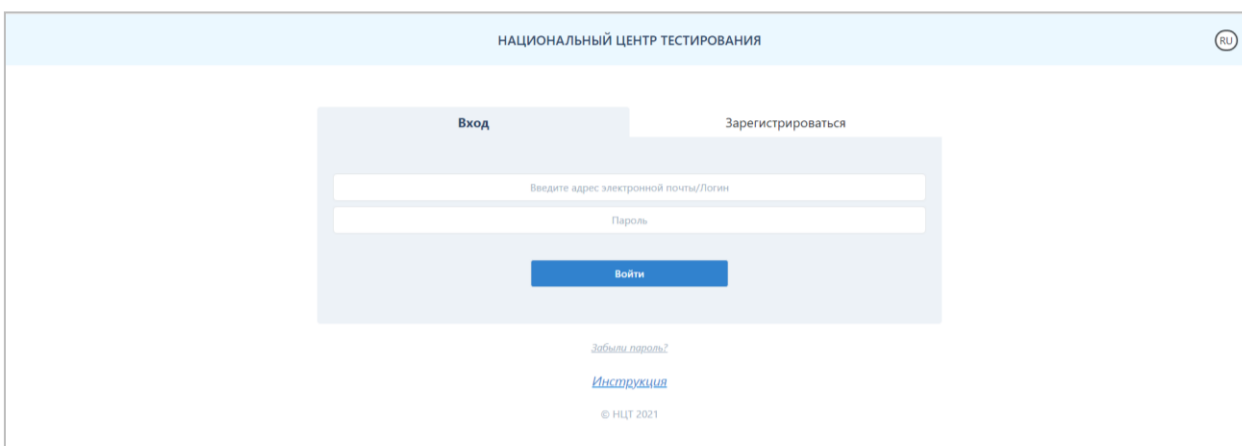 НАЦИОНАЛЬНЫЙ ЦЕНТР ТЕСТИРОВАНИЯ
RU
Вход
Зарегистрироваться
Введите адрес электронной почты/Логин
Пароль
Войти
Забыли пароль?
Инструкция
© НЦТ 2021